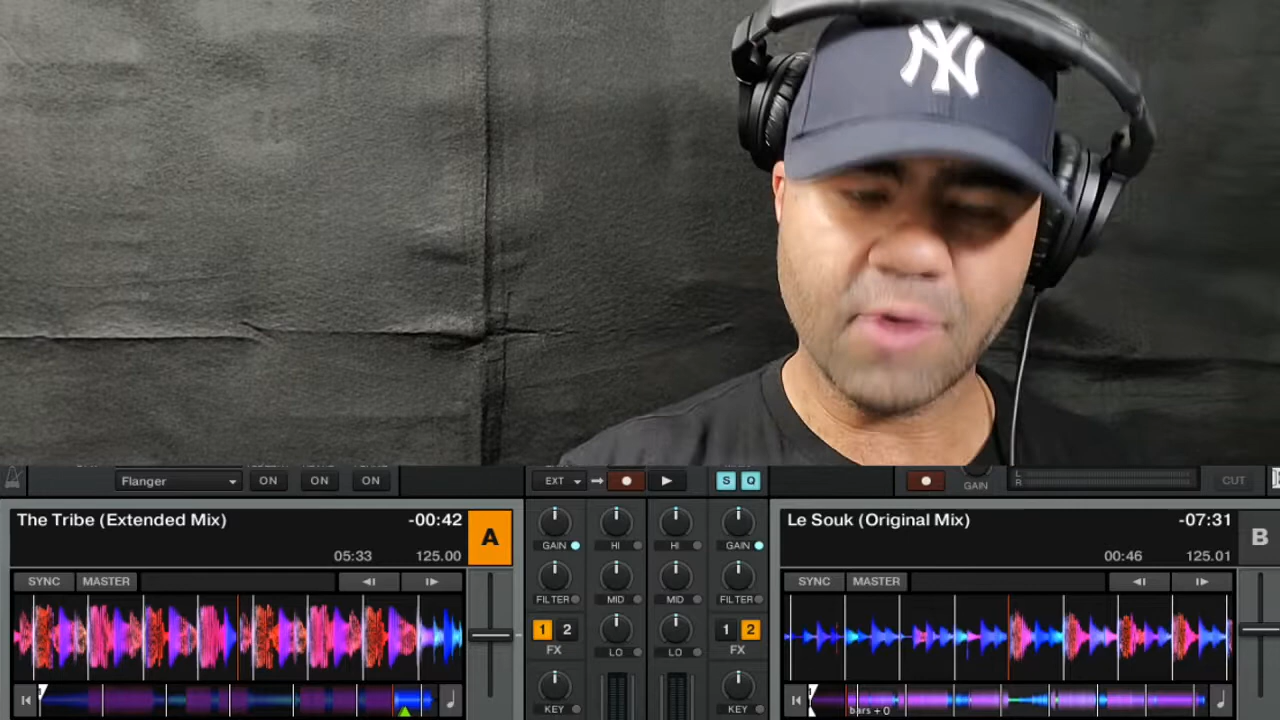 NY
Flanger ON ON ON EXT S Q GAIN L R CUT
The Tribe (Extended Mix) -00:42 A
05:33 125.00
SYNC MASTER
GAIN HI HI GAIN
FILTER MID MID FILTER
1 2 1 2
FX LO LO FX
KEY KEY
Le Souk (Original Mix) -07:31 B
00:46 125.01
SYNC MASTER
bars + 0